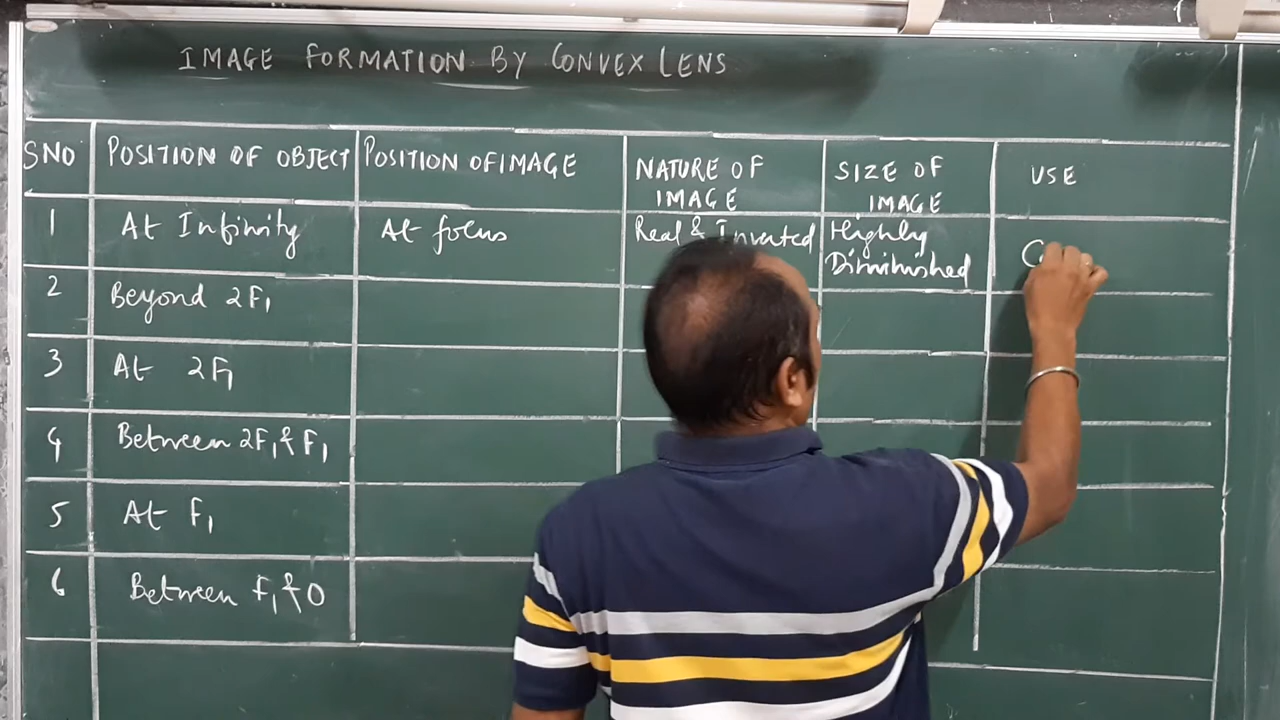 IMAGE FORMATION BY CONVEX LENS
SNO POSITION OF OBJECT POSITION OF IMAGE NATURE OF IMAGE SIZE OF IMAGE USE
1 At Infinity At focus Real & Inverted Highly Diminished C
2 Beyond 2F1
3 At 2F1
4 Between 2F1 & F1
5 At F1
6 Between F1 & O